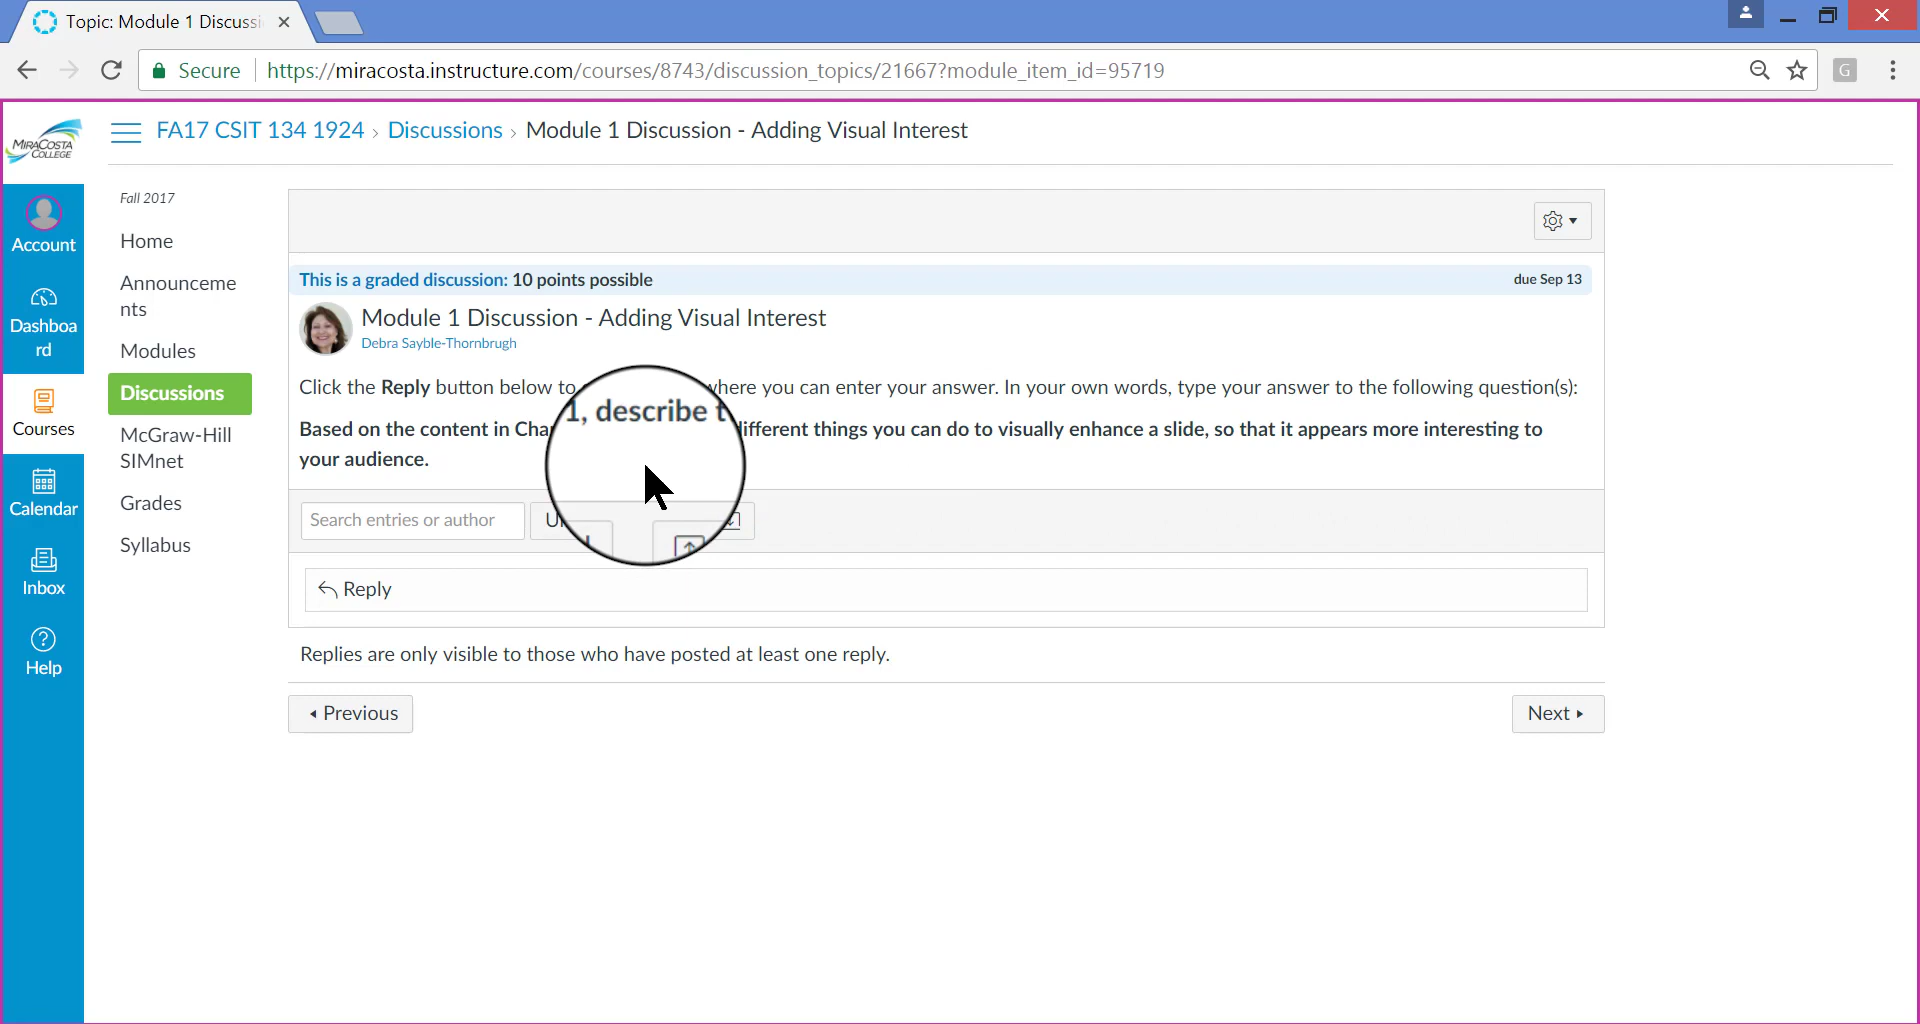 Topic: Module 1 Discussi
Secure https://miracosta.instructure.com/courses/8743/discussion_topics/21667?module_item_id=95719
G
MIRACOSTA
COLLEGE
FA17 CSIT 134 1924 › Discussions › Module 1 Discussion - Adding Visual Interest
Account
Dashboa
rd
Courses
Calendar
Inbox
Help
Fall 2017
Home
Announceme
nts
Modules
Discussions
McGraw-Hill
SIMnet
Grades
Syllabus
This is a graded discussion: 10 points possible due Sep 13
Module 1 Discussion - Adding Visual Interest
Debra Sayble-Thornbrugh
Click the Reply button below to where you can enter your answer. In your own words, type your answer to the following question(s):
1, describe
Based on the content in different things you can do to visually enhance a slide, so that it appears more interesting to
your audience.
Search entries or author
Reply
Replies are only visible to those who have posted at least one reply.
Previous
Next